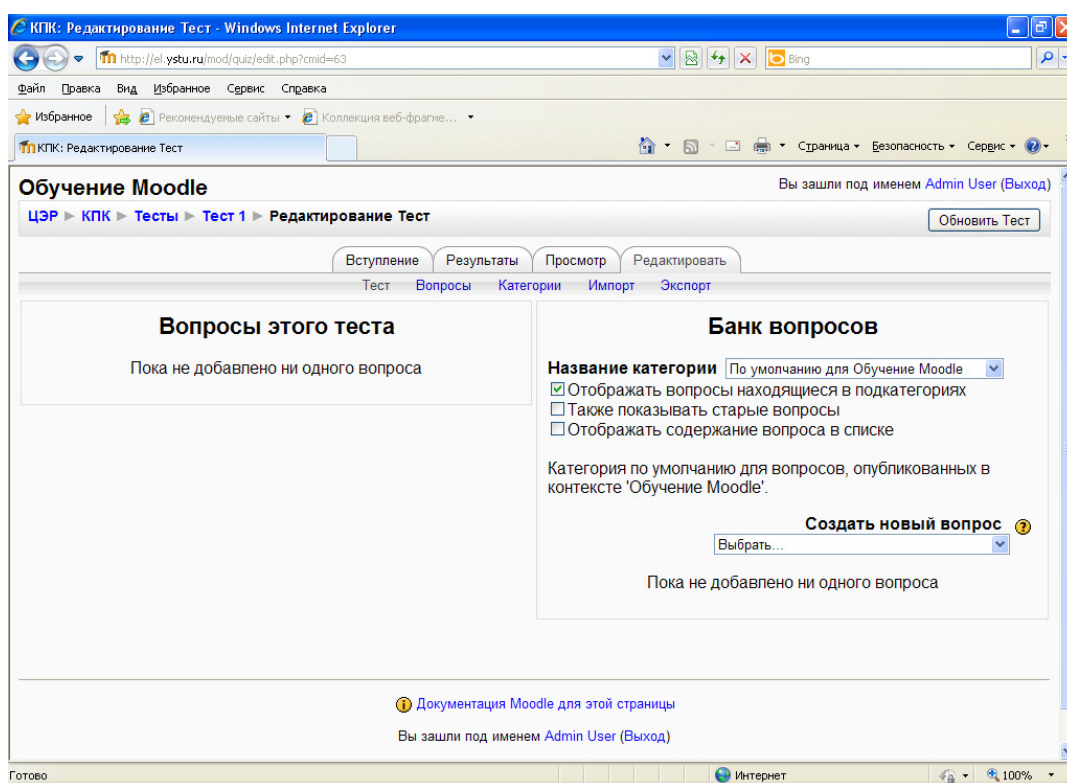 КПК: Редактирование Тест - Windows Internet Explorer
http://el.ystu.ru/mod/quiz/edit.php?cmid=63
Bing
Файл Правка Вид Избранное Сервис Справка
Избранное Рекомендуемые сайты Коллекция веб-фрагме...
КПК: Редактирование Тест
Страница Безопасность Сервис
Обучение Moodle
Вы зашли под именем Admin User (Выход)
ЦЭР ► КПК ► Тесты ► Тест 1 ► Редактирование Тест
Обновить Тест
Вступление Результаты Просмотр Редактировать
Тест Вопросы Категории Импорт Экспорт
Вопросы этого теста
Пока не добавлено ни одного вопроса
Банк вопросов
Название категории По умолчанию для Обучение Moodle
Отображать вопросы находящиеся в подкатегориях
Также показывать старые вопросы
Отображать содержание вопроса в списке
Категория по умолчанию для вопросов, опубликованных в
контексте 'Обучение Moodle'.
Создать новый вопрос
Выбрать...
Пока не добавлено ни одного вопроса
Документация Moodle для этой страницы
Вы зашли под именем Admin User (Выход)
Готово
Интернет
100%